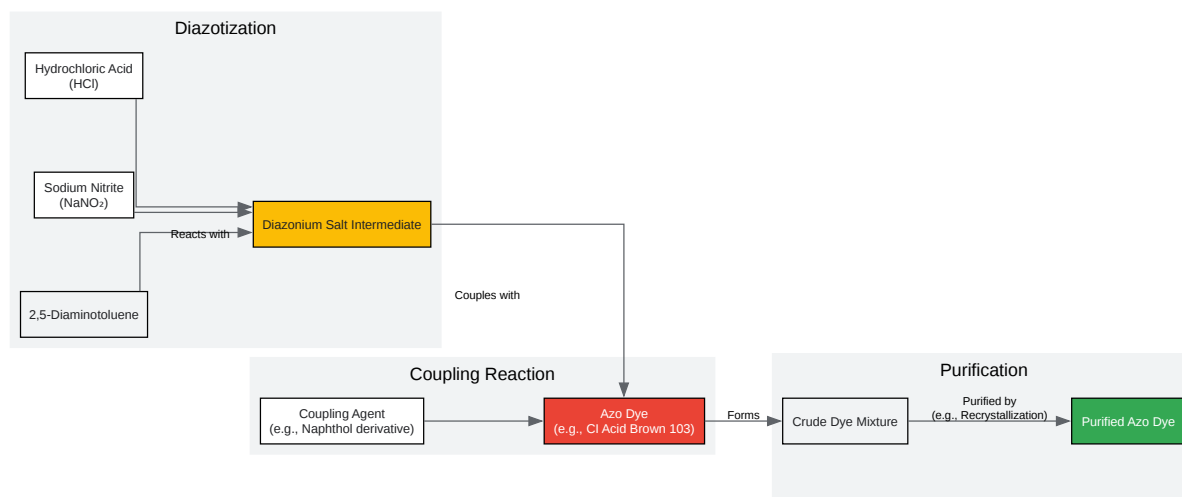 Diazotization
Hydrochloric Acid
(HCl)
Sodium Nitrite
(NaNO₂)
Reacts with
2,5-Diaminotoluene
Diazonium Salt Intermediate
Couples with
Coupling Reaction
Coupling Agent
(e.g., Naphthol derivative)
Azo Dye
(e.g., CI Acid Brown 103)
Forms
Purification
Crude Dye Mixture
Purified by
(e.g., Recrystallization)
Purified Azo Dye